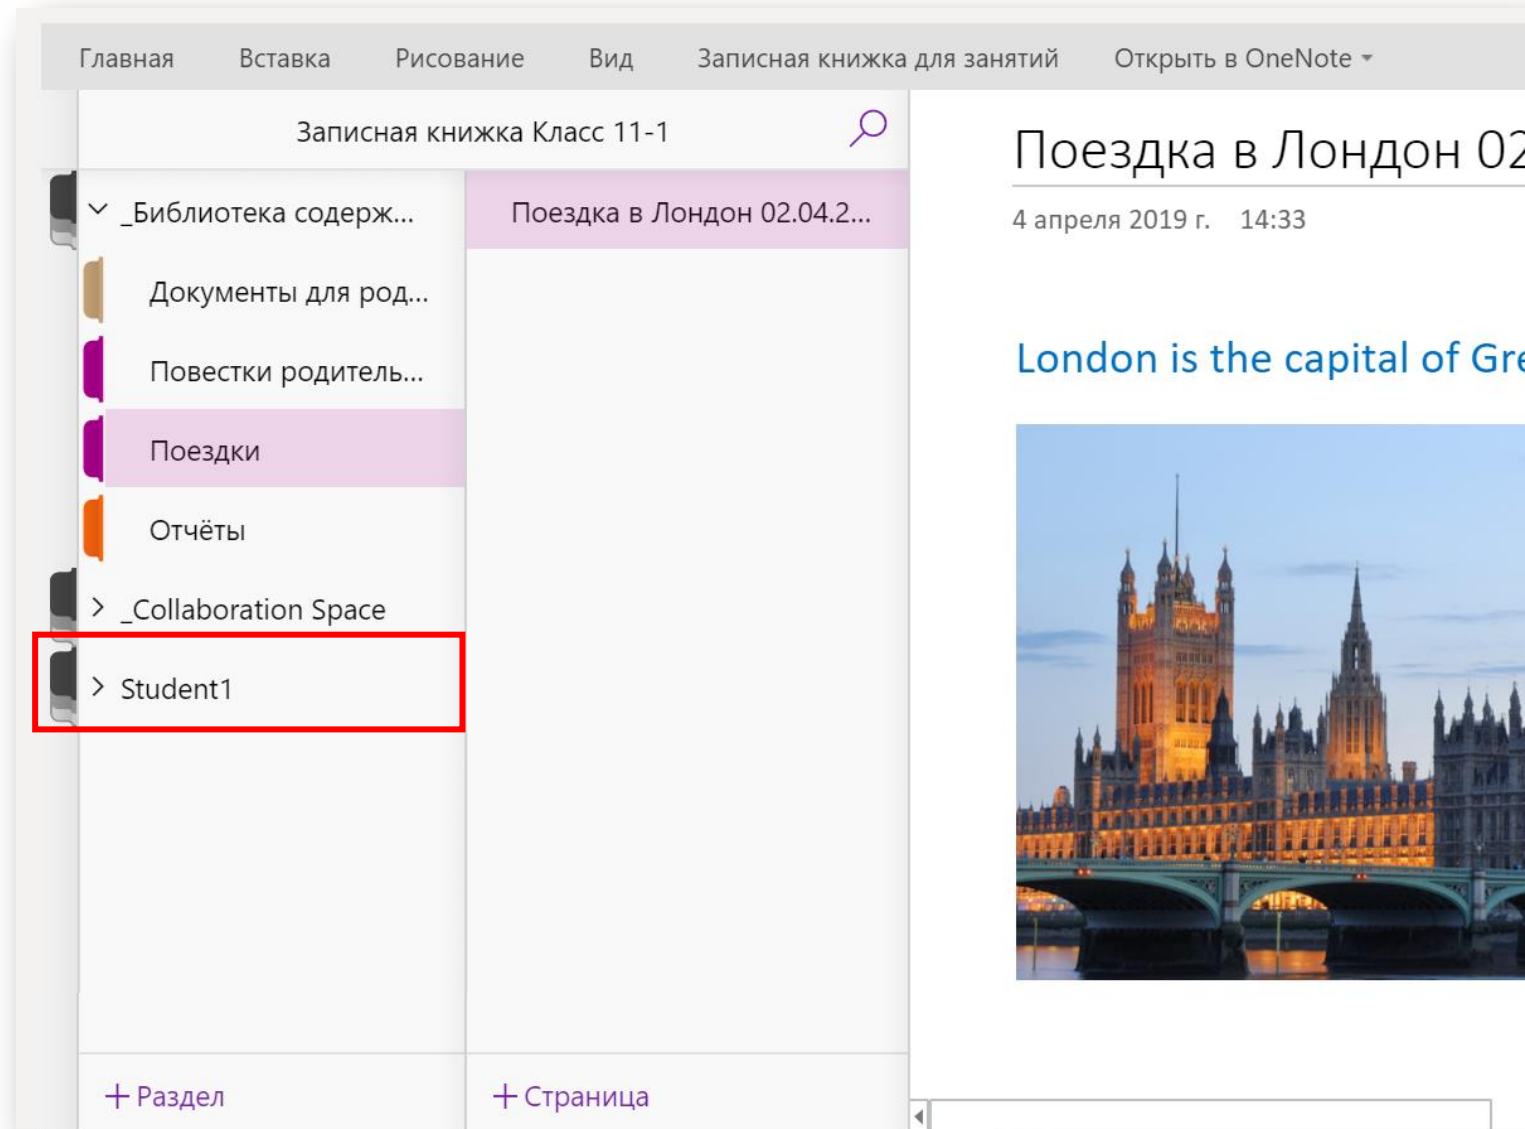 Главная Вставка Рисование Вид Записная книжка для занятий Открыть в OneNote
Записная книжка Класс 11-1
_Библиотека содерж...
Документы для род...
Повестки родитель...
Поездки
Отчёты
_Collaboration Space
Student1
+ Раздел
Поездка в Лондон 02.04.2...
+ Страница
Поездка в Лондон 02
4 апреля 2019 г. 14:33
London is the capital of Gre